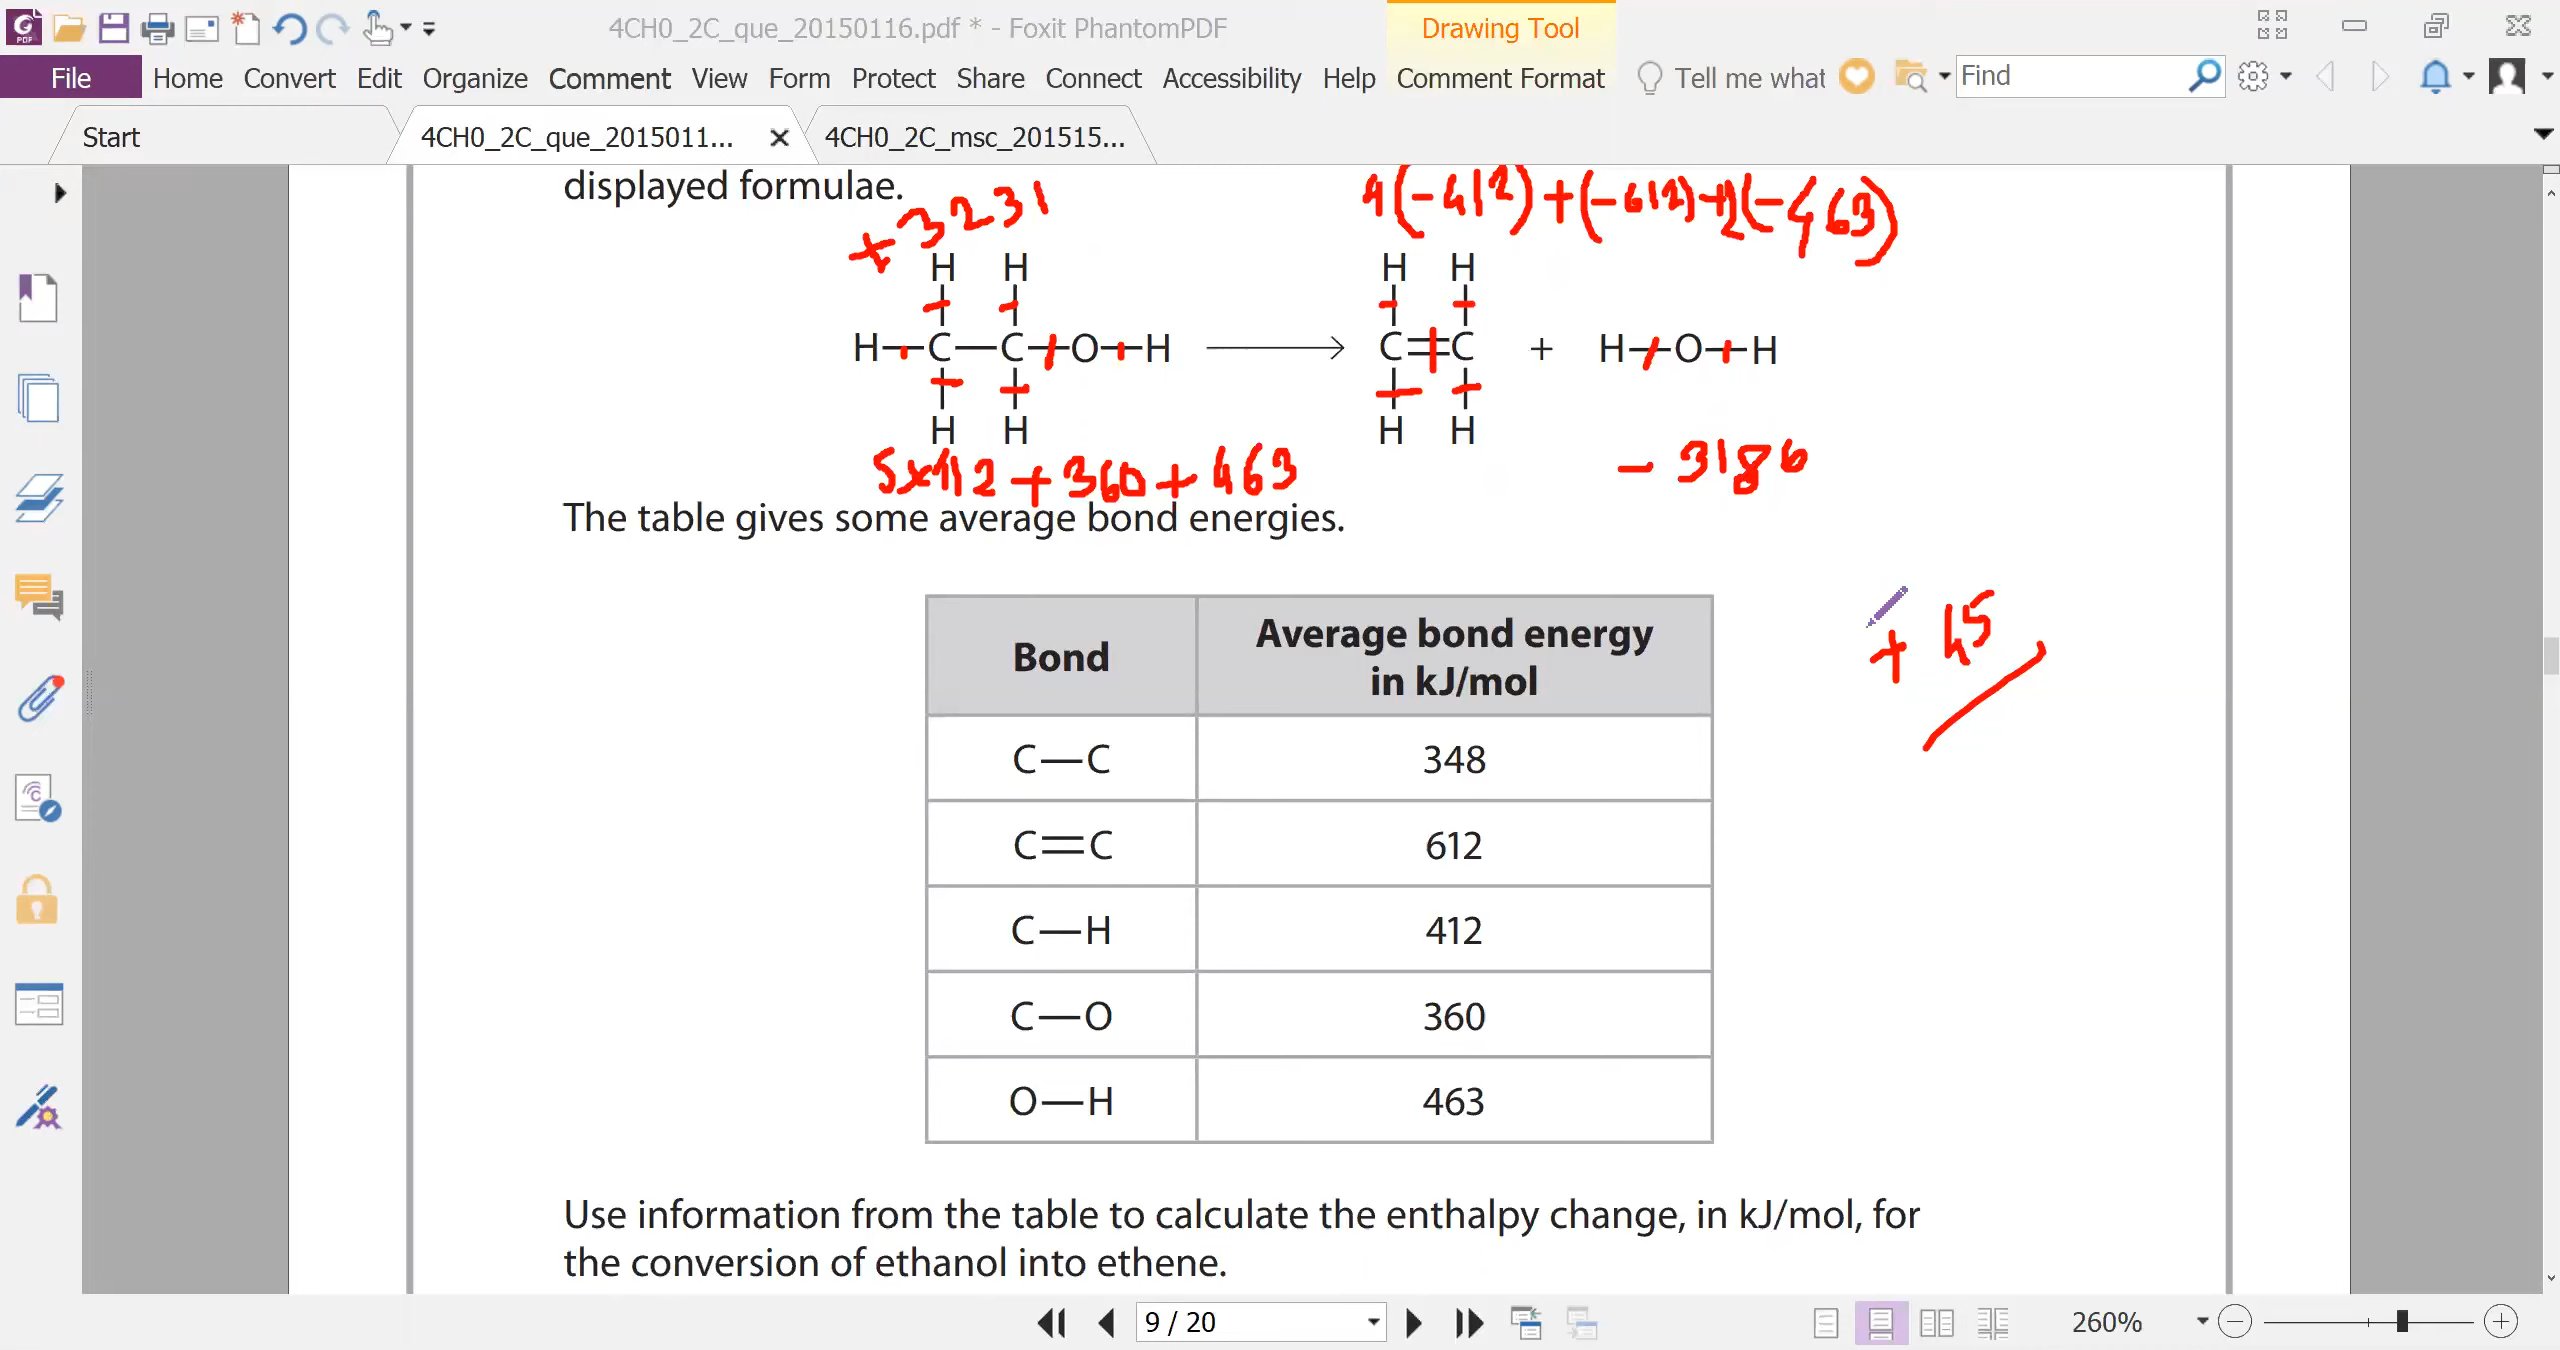 4CH0_2C_que_20150116.pdf * - Foxit PhantomPDF
Drawing Tool
File Home Convert Edit Organize Comment View Form Protect Share Connect Accessibility Help Comment Format Tell me what Find
Start 4CH0_2C_que_2015011... 4CH0_2C_msc_201515...
displayed formulae.
+3231
4(-412)+(-612)+2(-463)
H H H H
H—C—C—O—H → C=C + H—O—H
H H H H
5x412+360+463
- 3186
The table gives some average bond energies.
+ 45
Bond Average bond energy
in kJ/mol
C—C 348
C=C 612
C—H 412
C—O 360
O—H 463
Use information from the table to calculate the enthalpy change, in kJ/mol, for
the conversion of ethanol into ethene.
9 / 20 260%